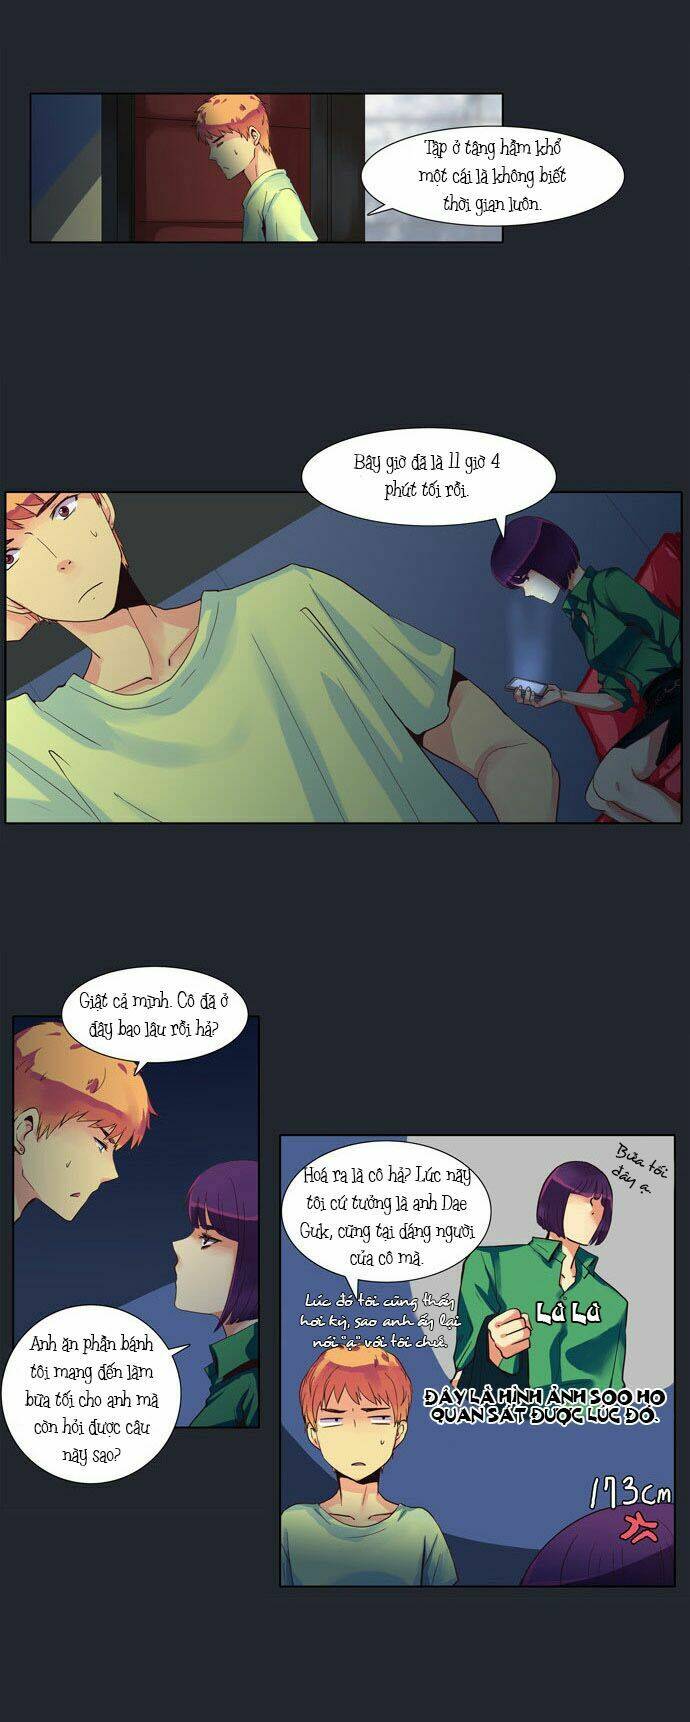 Tập ở tầng hầm khổ
một cái là không biết
thời gian luôn.
Bây giờ đã là 11 giờ 4
phút tối rồi.
Giật cả mình. Cô đã ở
đây bao lâu rồi hả?
Anh ăn phần bánh
tôi mang đến làm
bữa tối cho anh mà
còn hỏi được câu
này sao?
Hoá ra là cô hả? Lúc nãy
tôi cứ tưởng là anh Dae
Guk, cũng tại dáng người
của cô mà.
Bữa tối
đây ạ.
Lúc đó tôi cũng thấy
hơi kỳ, sao anh ấy lại
nói "ạ" với tôi chứ.
Lù Lù
ĐÂY LÀ HÌNH ẢNH SOO HO
QUAN SÁT ĐƯỢC LÚC ĐÓ.
173cm